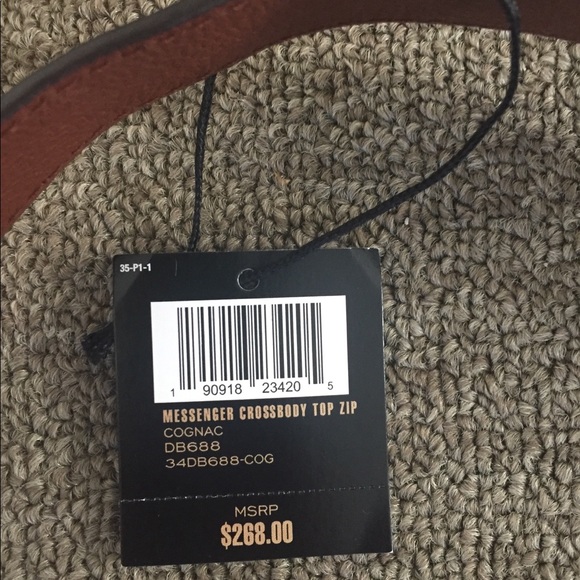 35-P1-1
1 90918 23420 5
MESSENGER CROSSBODY TOP ZIP
COGNAC
DB688
34DB688-COG
MSRP
$268.00